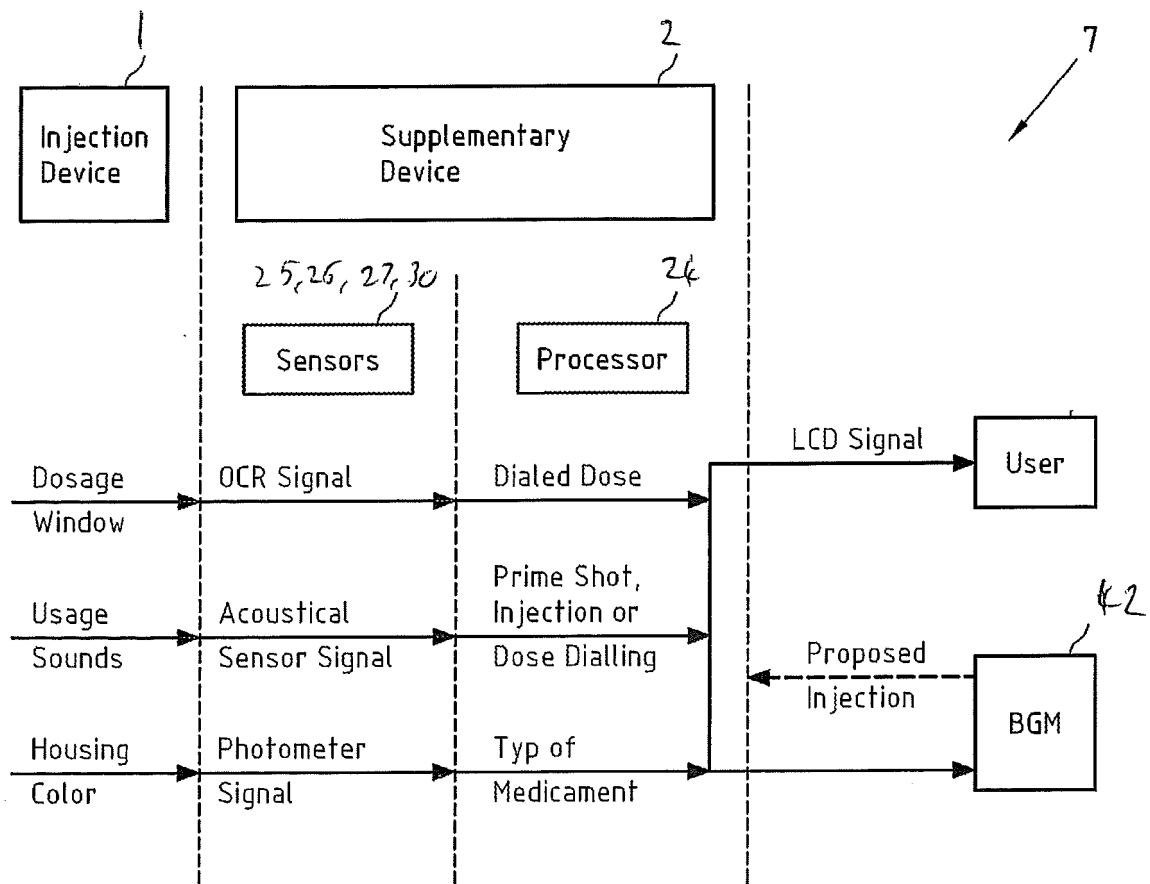 1
2
7
Injection
Device
Supplementary
Device
25,26, 27,30
24
Sensors
Processor
LCD Signal
User
Dosage
Window
OCR Signal
Dialed Dose
Usage
Sounds
Acoustical
Sensor Signal
Prime Shot,
Injection or
Dose Dialling
42
Proposed
Injection
BGM
Housing
Color
Photometer
Signal
Typ of
Medicament